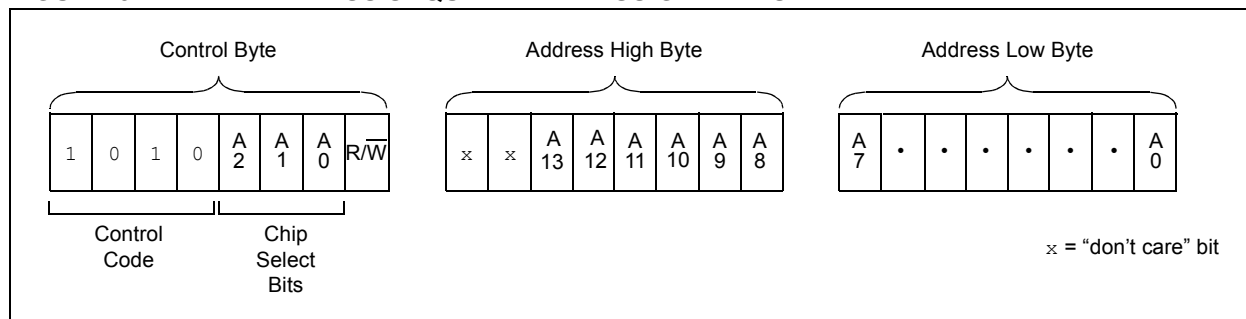 Control Byte Address High Byte Address Low Byte
1 0 1 0 A2 A1 A0 R/W̅ x x A13 A12 A11 A10 A9 A8 A7 • • • • • • A0
Control Code Chip Select Bits
x = “don’t care” bit